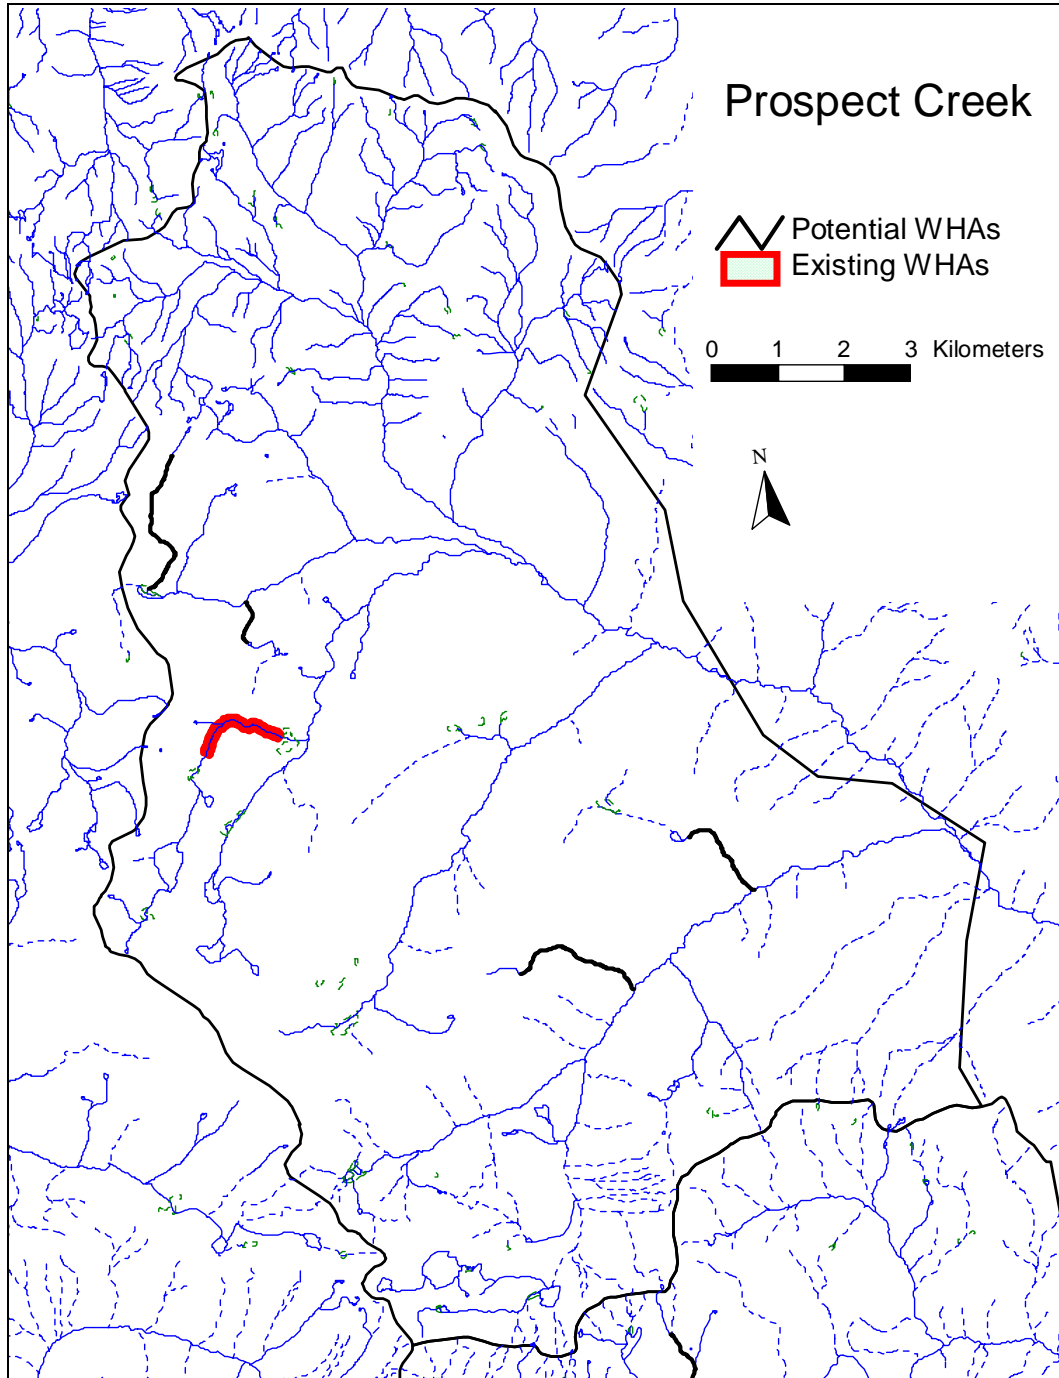 Prospect Creek
Potential WHAs
Existing WHAs
0 1 2 3 Kilometers
N